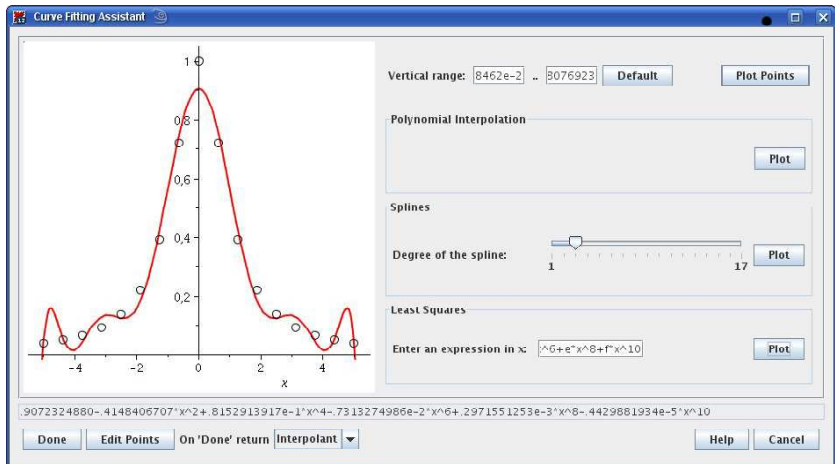 Curve Fitting Assistant
1
0,8
0,6
0,4
0,2
-4 -2 0 2 4
x
Vertical range: 8462e-2 .. 8076923 Default Plot Points
Polynomial Interpolation
Plot
Splines
Degree of the spline: 1 17 Plot
Least Squares
Enter an expression in x: ^6+e*x^8+f*x^10 Plot
.9072324880-.4148406707*x^2+.8152913917e-1*x^4-.7313274986e-2*x^6+.2971551253e-3*x^8-.4429881934e-5*x^10
Done Edit Points On 'Done' return Interpolant Help Cancel